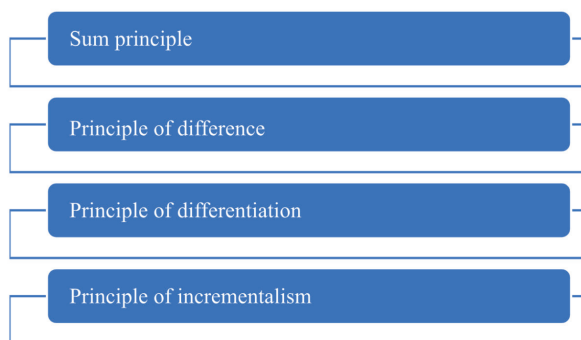 Sum principle
Principle of difference
Principle of differentiation
Principle of incrementalism